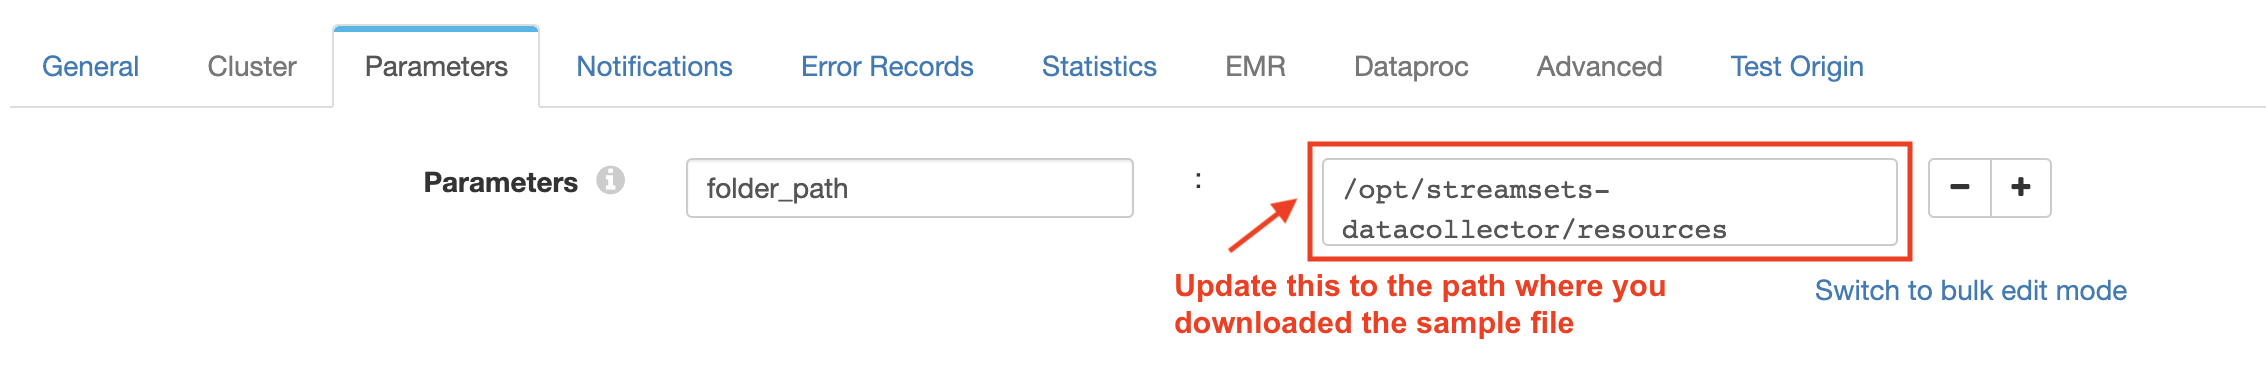 General Cluster Parameters Notifications Error Records Statistics EMR Dataproc Advanced Test Origin
Parameters folder_path : /opt/streamsets-
datacollector/resources
Update this to the path where you
downloaded the sample file
Switch to bulk edit mode